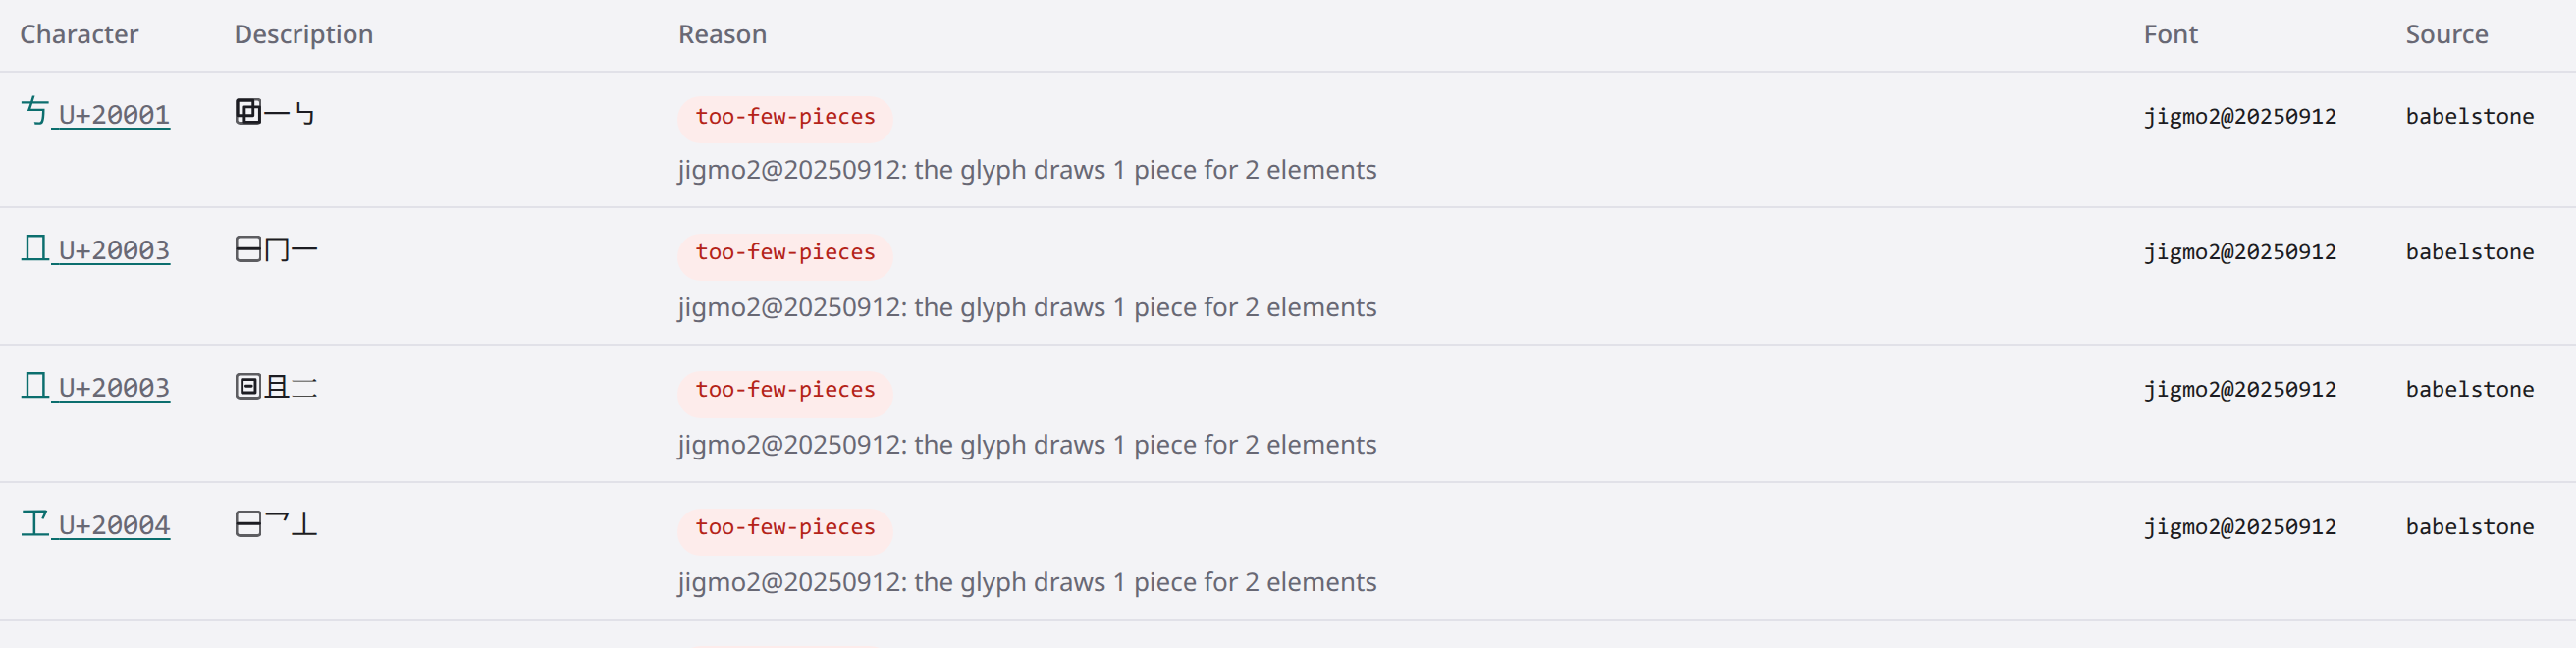 Character Description Reason Font Source
𠀁 U+20001 ⿻一㇉ too-few-pieces jigmo2@20250912 babelstone
jigmo2@20250912: the glyph draws 1 piece for 2 elements
𠀃 U+20003 ⿱冂一 too-few-pieces jigmo2@20250912 babelstone
jigmo2@20250912: the glyph draws 1 piece for 2 elements
𠀃 U+20003 ⿴且二 too-few-pieces jigmo2@20250912 babelstone
jigmo2@20250912: the glyph draws 1 piece for 2 elements
𠀄 U+20004 ⿱乛丄 too-few-pieces jigmo2@20250912 babelstone
jigmo2@20250912: the glyph draws 1 piece for 2 elements